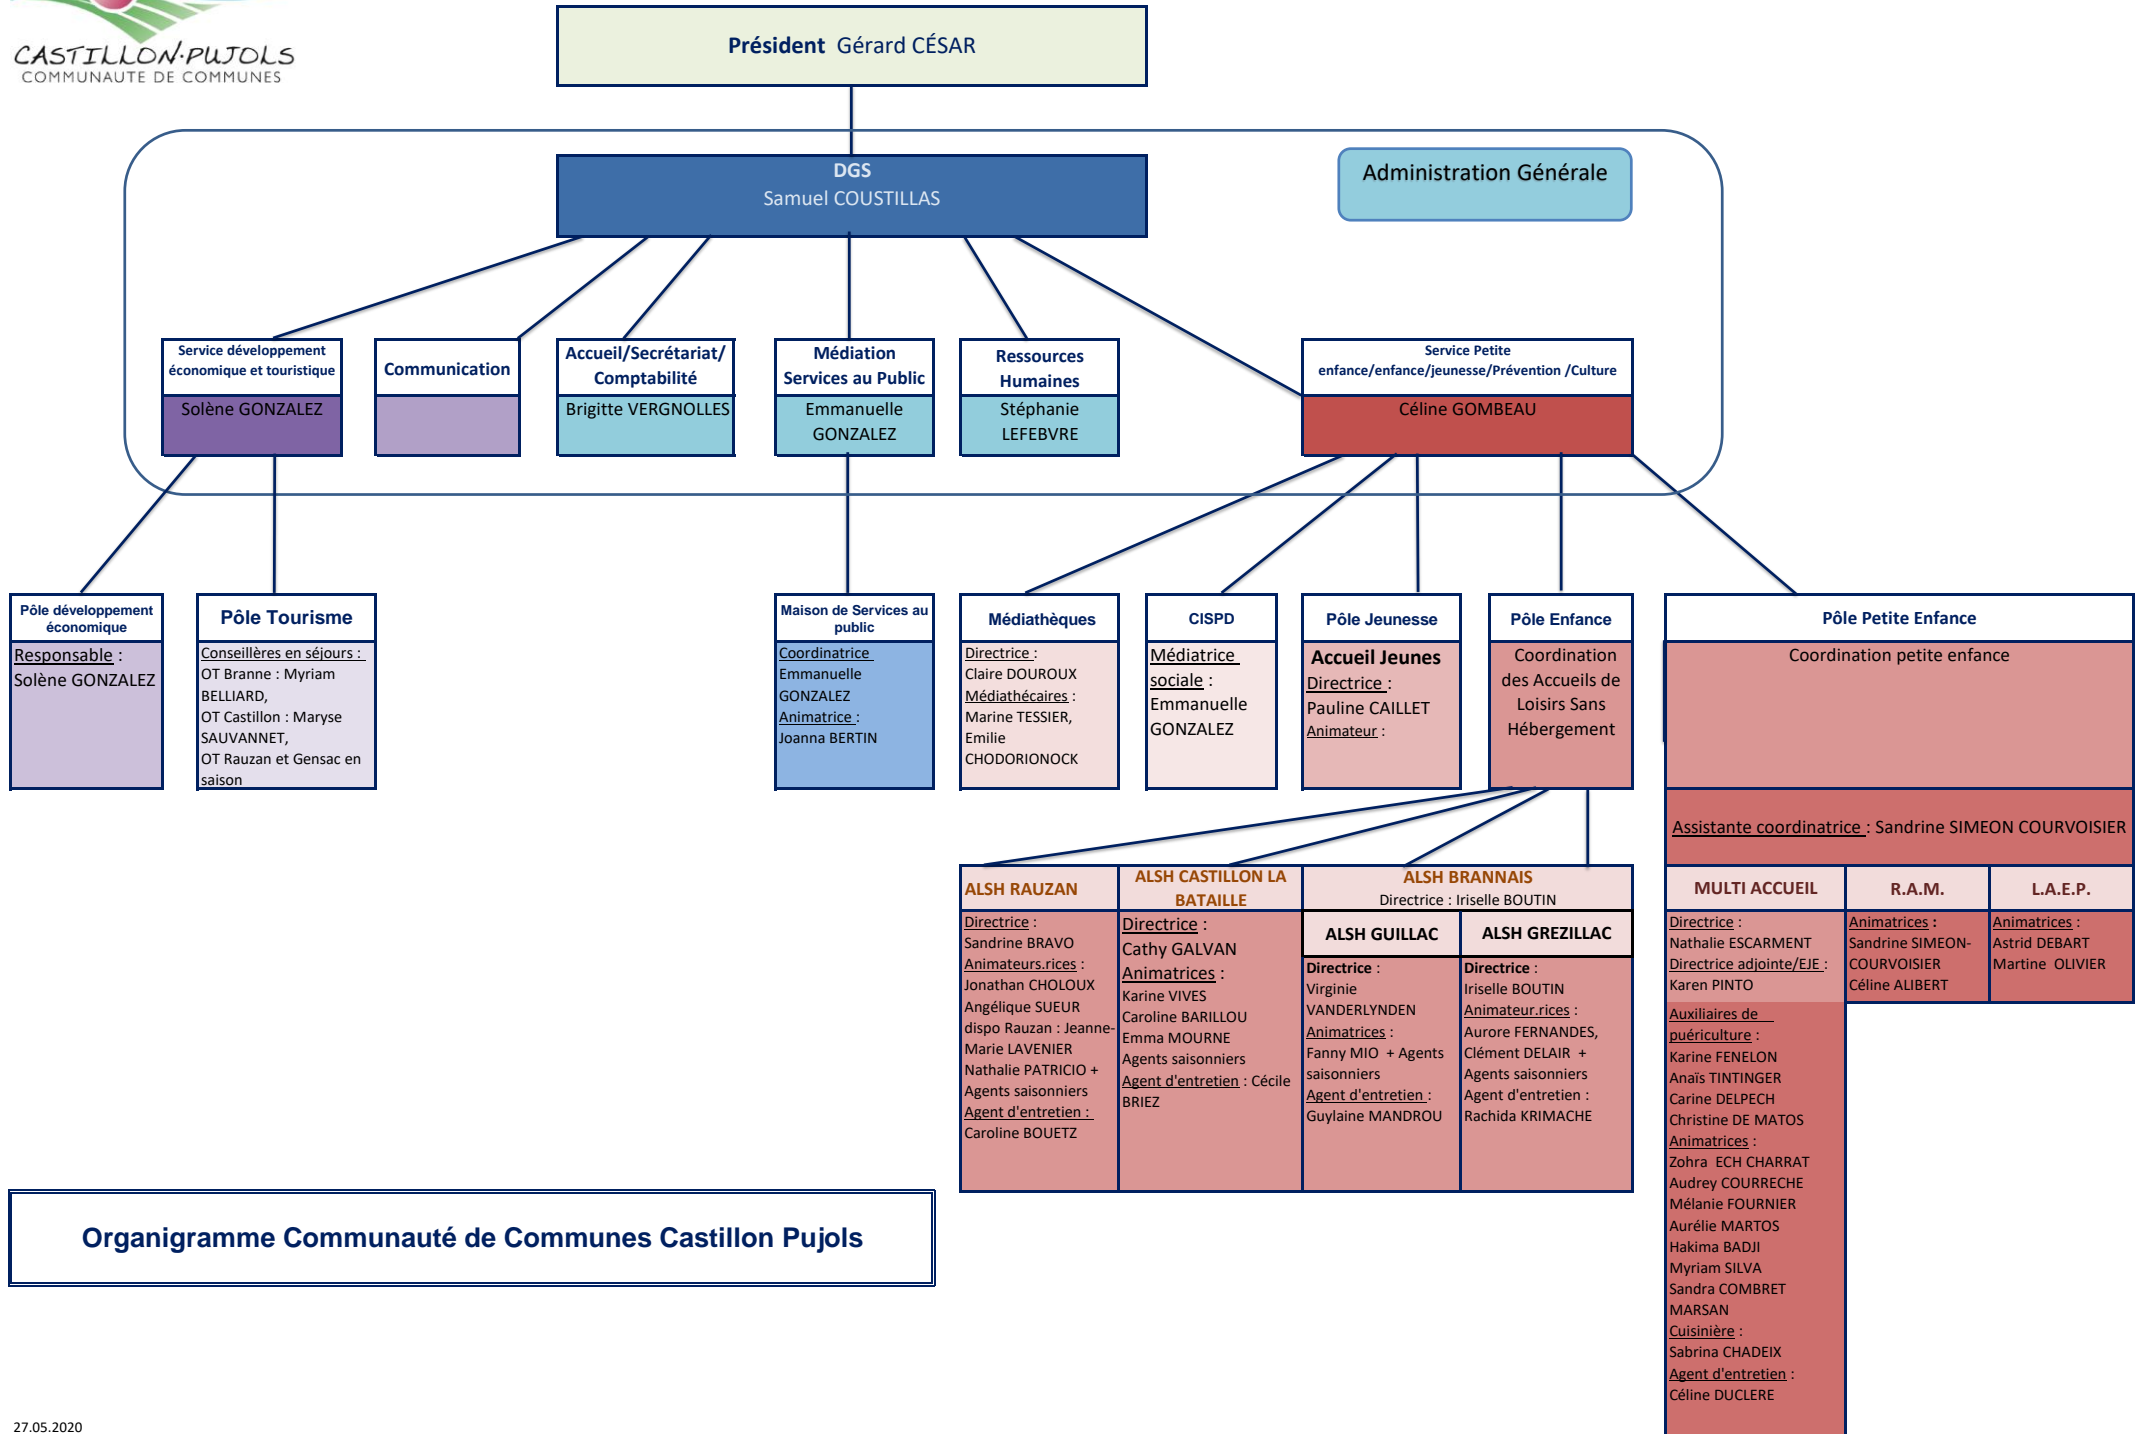 CASTILLON·PUJOLS
COMMUNAUTE DE COMMUNES
Président  Gérard CÉSAR
DGS
Samuel COUSTILLAS
Administration Générale
Service développement
économique et touristique
Solène GONZALEZ
Communication
Accueil/Secrétariat/
Comptabilité
Brigitte VERGNOLLES
Médiation
Services au Public
Emmanuelle
GONZALEZ
Ressources
Humaines
Stéphanie
LEFEBVRE
Service Petite
enfance/enfance/jeunesse/Prévention /Culture
Céline GOMBEAU
Pôle développement
économique
Responsable :
Solène GONZALEZ
Pôle Tourisme
Conseillères en séjours :
OT Branne : Myriam
BELLIARD,
OT Castillon : Maryse
SAUVANNET,
OT Rauzan et Gensac en
saison
Maison de Services au
public
Coordinatrice
Emmanuelle
GONZALEZ
Animatrice :
Joanna BERTIN
Médiathèques
Directrice :
Claire DOUROUX
Médiathécaires :
Marine TESSIER,
Emilie
CHODORIONOCK
CISPD
Médiatrice
sociale :
Emmanuelle
GONZALEZ
Pôle Jeunesse
Accueil Jeunes
Directrice :
Pauline CAILLET
Animateur :
Pôle Enfance
Coordination
des Accueils de
Loisirs Sans
Hébergement
Pôle Petite Enfance
Coordination petite enfance
Assistante coordinatrice : Sandrine SIMEON COURVOISIER
ALSH RAUZAN
Directrice :
Sandrine BRAVO
Animateurs.rices :
Jonathan CHOLOUX
Angélique SUEUR
dispo Rauzan : Jeanne-
Marie LAVENIER
Nathalie PATRICIO +
Agents saisonniers
Agent d'entretien :
Caroline BOUETZ
ALSH CASTILLON LA
BATAILLE
Directrice :
Cathy GALVAN
Animatrices :
Karine VIVES
Caroline BARILLOU
Emma MOURNE
Agents saisonniers
Agent d'entretien : Cécile
BRIEZ
ALSH BRANNAIS
Directrice : Iriselle BOUTIN
ALSH GUILLAC
Directrice :
Virginie
VANDERLYNDEN
Animatrices :
Fanny MIO  + Agents
saisonniers
Agent d'entretien :
Guylaine MANDROU
ALSH GREZILLAC
Directrice :
Iriselle BOUTIN
Animateur.rices :
Aurore FERNANDES,
Clément DELAIR  +
Agents saisonniers
Agent d'entretien :
Rachida KRIMACHE
MULTI ACCUEIL
Directrice :
Nathalie ESCARMENT
Directrice adjointe/EJE :
Karen PINTO
Auxiliaires de
puériculture :
Karine FENELON
Anaïs TINTINGER
Carine DELPECH
Christine DE MATOS
Animatrices :
Zohra  ECH CHARRAT
Audrey COURRECHE
Mélanie FOURNIER
Aurélie MARTOS
Hakima BADJI
Myriam SILVA
Sandra COMBRET
MARSAN
Cuisinière :
Sabrina CHADEIX
Agent d'entretien :
Céline DUCLERE
R.A.M.
Animatrices :
Sandrine SIMEON-
COURVOISIER
Céline ALIBERT
L.A.E.P.
Animatrices :
Astrid DEBART
Martine  OLIVIER
Organigramme Communauté de Communes Castillon Pujols
27.05.2020